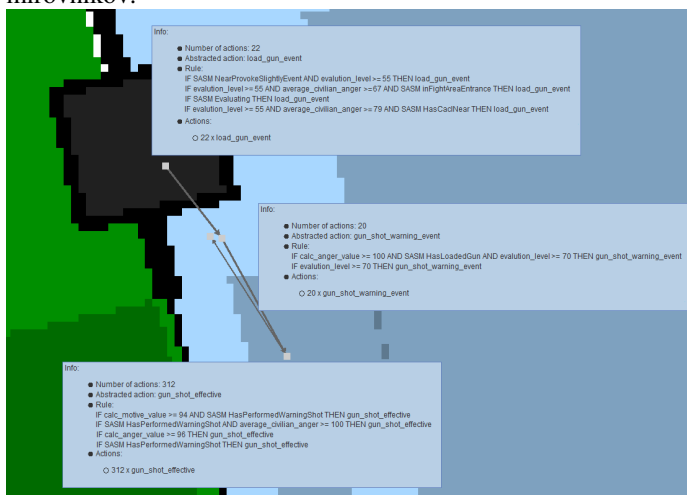 mirovnikov.
Info:
Number of actions: 22
Abstracted action: load_gun_event
Rule:
IF SASM NearProvokeSlightlyEvent AND evalution_level >= 55 THEN load_gun_event
IF evalution_level >= 55 AND average_civilian_anger >=67 AND SASM inFightAreaEntrance THEN load_gun_event
IF SASM Evaluating THEN load_gun_event
IF evalution_level >= 55 AND average_civilian_anger >=79 AND SASM HasCaclNear THEN load_gun_event
Actions:
22 x load_gun_event
Info:
Number of actions: 20
Abstracted action: gun_shot_warning_event
Rule:
IF calc_anger_value >= 100 AND SASM HasLoadedGun AND evalution_level >= 70 THEN gun_shot_warning_event
IF evalution_level >= 70 THEN gun_shot_warning_event
Actions:
20 x gun_shot_warning_event
Info:
Number of actions: 312
Abstracted action: gun_shot_effective
Rule:
IF calc_motive_value >= 94 AND SASM HasPerformedWarningShot THEN gun_shot_effective
IF SASM HasPerformedWarningShot AND average_civilian_anger >= 100 THEN gun_shot_effective
IF calc_anger_value >= 96 THEN gun_shot_effective
IF SASM HasPerformedWarningShot THEN gun_shot_effective
Actions:
312 x gun_shot_effective